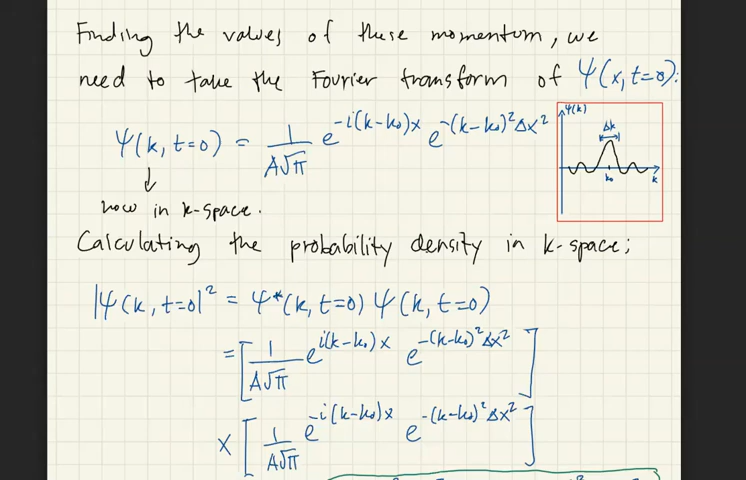 Finding the values of these momentum, we
need to take the Fourier transform of Ψ(x, t=0):
Ψ(k, t=0) = 1/(A√π) e^{-i(k-k₀)x} e^{-(k-k₀)²Δx²}
Ψ(k)
Δk
k₀
k
↓
now in k-space.
Calculating the probability density in k-space;
|Ψ(k, t=0|² = Ψ*(k, t=0) Ψ(k, t=0)
= [1/(A√π) e^{i(k-k₀)x} e^{-(k-k₀)²Δx²}]
× [1/(A√π) e^{-i(k-k₀)x} e^{-(k-k₀)²Δx²}]